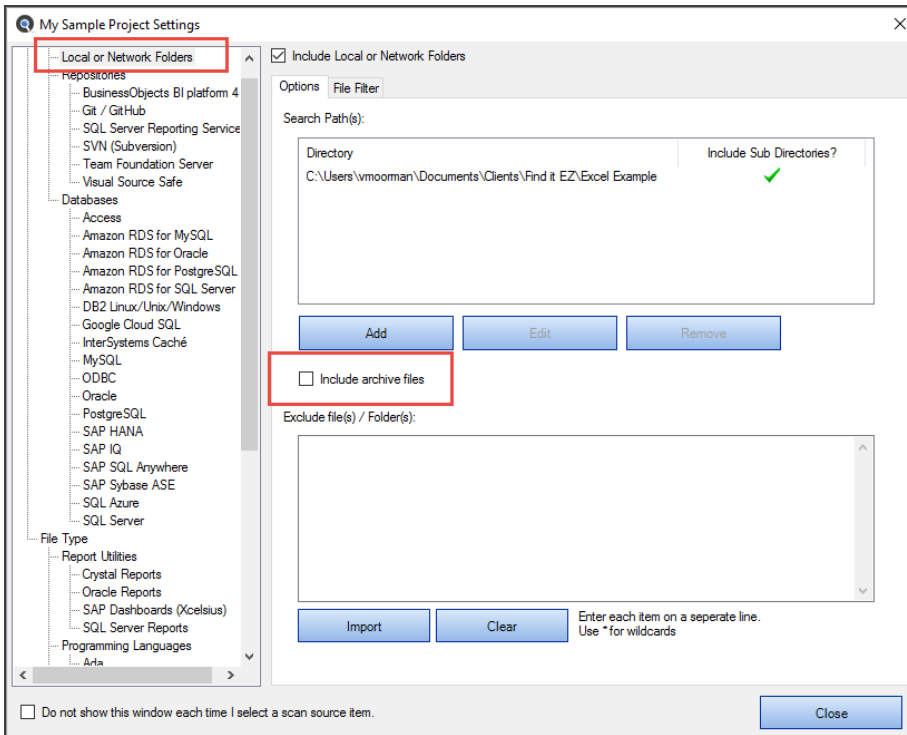 My Sample Project Settings
Local or Network Folders
Repositories
BusinessObjects BI platform 4
Git / GitHub
SQL Server Reporting Service
SVN (Subversion)
Team Foundation Server
Visual Source Safe
Databases
Access
Amazon RDS for MySQL
Amazon RDS for Oracle
Amazon RDS for PostgreSQL
Amazon RDS for SQL Server
DB2 Linux/Unix/Windows
Google Cloud SQL
InterSystems Caché
MySQL
ODBC
Oracle
PostgreSQL
SAP HANA
SAP IQ
SAP SQL Anywhere
SAP Sybase ASE
SQL Azure
SQL Server
File Type
Report Utilities
Crystal Reports
Oracle Reports
SAP Dashboards (Xcelsius)
SQL Server Reports
Programming Languages
Ada
Include Local or Network Folders
Options File Filter
Search Path(s):
Directory Include Sub Directories?
C:\Users\vmoorman\Documents\Clients\Find it EZ\Excel Example
Add Edit Remove
Include archive files
Exclude file(s) / Folder(s):
Import Clear
Enter each item on a seperate line.
Use * for wildcards
Do not show this window each time I select a scan source item.
Close